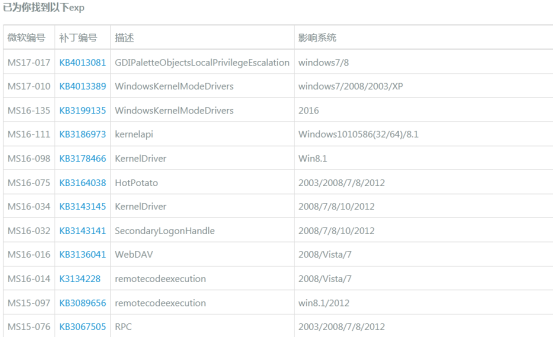 已为你找到以下exp
微软编号 补丁编号 描述 影响系统
MS17-017 KB4013081 GDIPaletteObjectsLocalPrivilegeEscalation windows7/8
MS17-010 KB4013389 WindowsKernelModeDrivers windows7/2008/2003/XP
MS16-135 KB3199135 WindowsKernelModeDrivers 2016
MS16-111 KB3186973 kernelapi Windows1010586(32/64)/8.1
MS16-098 KB3178466 KernelDriver Win8.1
MS16-075 KB3164038 HotPotato 2003/2008/7/8/2012
MS16-034 KB3143145 KernelDriver 2008/7/8/10/2012
MS16-032 KB3143141 SecondaryLogonHandle 2008/7/8/10/2012
MS16-016 KB3136041 WebDAV 2008/Vista/7
MS16-014 K3134228 remotecodeexecution 2008/Vista/7
MS15-097 KB3089656 remotecodeexecution win8.1/2012
MS15-076 KB3067505 RPC 2003/2008/7/8/2012